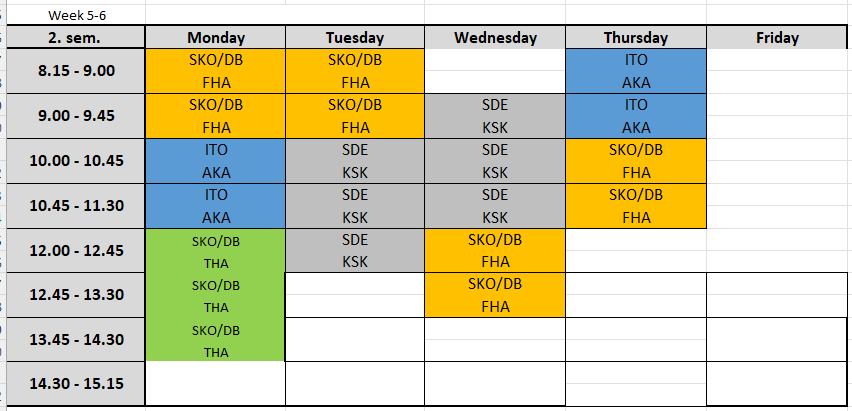 Week 5-6
2. sem. Monday Tuesday Wednesday Thursday Friday
8.15 - 9.00 SKO/DB SKO/DB ITO
FHA FHA AKA
9.00 - 9.45 SKO/DB SKO/DB SDE ITO
FHA FHA KSK AKA
10.00 - 10.45 ITO SDE SDE SKO/DB
AKA KSK KSK FHA
10.45 - 11.30 ITO SDE SDE SKO/DB
AKA KSK KSK FHA
12.00 - 12.45 SKO/DB SDE SKO/DB
THA KSK FHA
12.45 - 13.30 SKO/DB SKO/DB
THA FHA
13.45 - 14.30 SKO/DB
THA
14.30 - 15.15